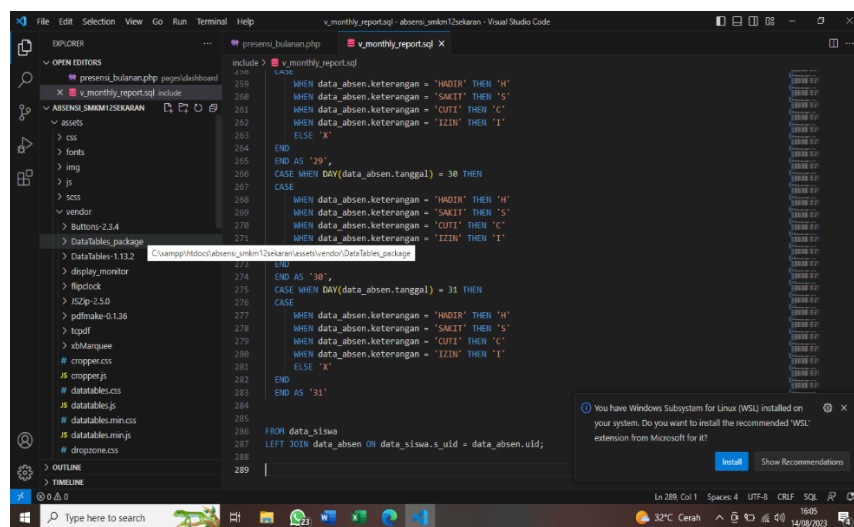 File Edit Selection View Go Run Terminal Help
v_monthly_report.sql - absensi_smkm12sekaran - Visual Studio Code
EXPLORER
presensi_bulanan.php
v_monthly_report.sql
OPEN EDITORS
presensi_bulanan.php pages\dashboard
v_monthly_report.sql include
ABSENSI_SMKM12SEKARAN
assets
css
fonts
img
js
scss
vendor
Buttons-2.3.4
DataTables_package
DataTables-1.13.2
display_monitor
flipclock
JSZip-2.5.0
pdfmake-0.1.36
tcpdf
xbMarquee
# cropper.css
JS cropper.js
# datatables.css
JS datatables.js
# datatables.min.css
JS datatables.min.js
# dropzone.css
OUTLINE
TIMELINE
C:\xampp\htdocs\absensi_smkm12sekaran\assets\vendor\DataTables_package
include > v_monthly_report.sql
258 CASE
259 WHEN data_absen.keterangan = 'HADIR' THEN 'H'
260 WHEN data_absen.keterangan = 'SAKIT' THEN 'S'
261 WHEN data_absen.keterangan = 'CUTI' THEN 'C'
262 WHEN data_absen.keterangan = 'IZIN' THEN 'I'
263 ELSE 'X'
264 END
265 END AS '29',
266 CASE WHEN DAY(data_absen.tanggal) = 30 THEN
267 CASE
268 WHEN data_absen.keterangan = 'HADIR' THEN 'H'
269 WHEN data_absen.keterangan = 'SAKIT' THEN 'S'
270 WHEN data_absen.keterangan = 'CUTI' THEN 'C'
271 WHEN data_absen.keterangan = 'IZIN' THEN 'I'
273 END
274 END AS '30',
275 CASE WHEN DAY(data_absen.tanggal) = 31 THEN
276 CASE
277 WHEN data_absen.keterangan = 'HADIR' THEN 'H'
278 WHEN data_absen.keterangan = 'SAKIT' THEN 'S'
279 WHEN data_absen.keterangan = 'CUTI' THEN 'C'
280 WHEN data_absen.keterangan = 'IZIN' THEN 'I'
281 ELSE 'X'
282 END
283 END AS '31'
284
285
286 FROM data_siswa
287 LEFT JOIN data_absen ON data_siswa.s_uid = data_absen.uid;
288
289
You have Windows Subsystem for Linux (WSL) installed on
your system. Do you want to install the recommended 'WSL'
extension from Microsoft for it?
Install Show Recommendations
0 0 Ln 289, Col 1 Spaces: 4 UTF-8 CRLF SQL
Type here to search
23
32°C Cerah
16:05
14/08/2023